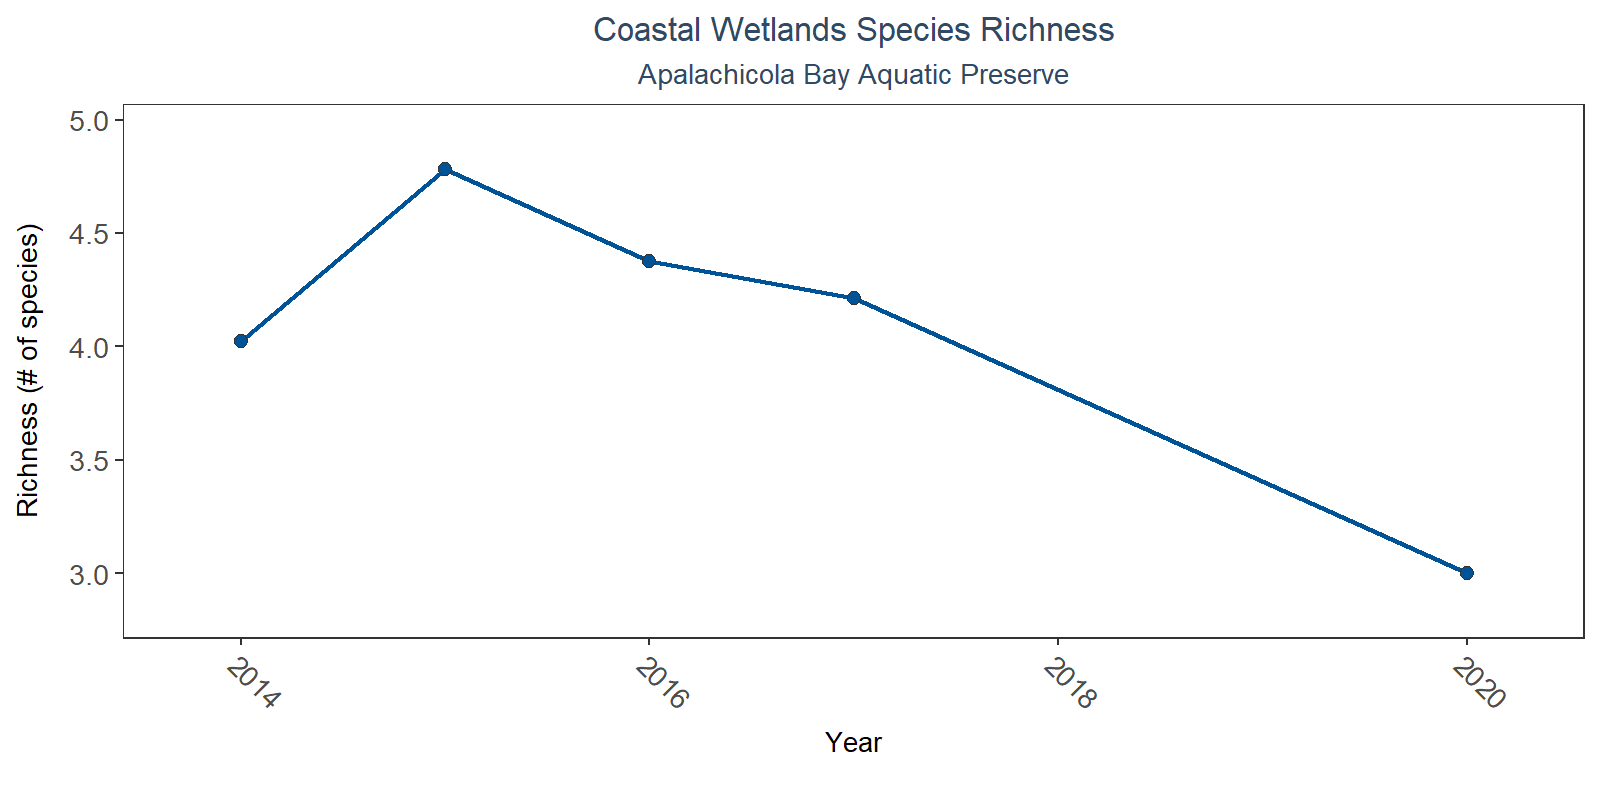 Coastal Wetlands Species Richness
Apalachicola Bay Aquatic Preserve
Richness (# of species)
5.0
4.5
4.0
3.5
3.0
2014
2016
2018
2020
Year